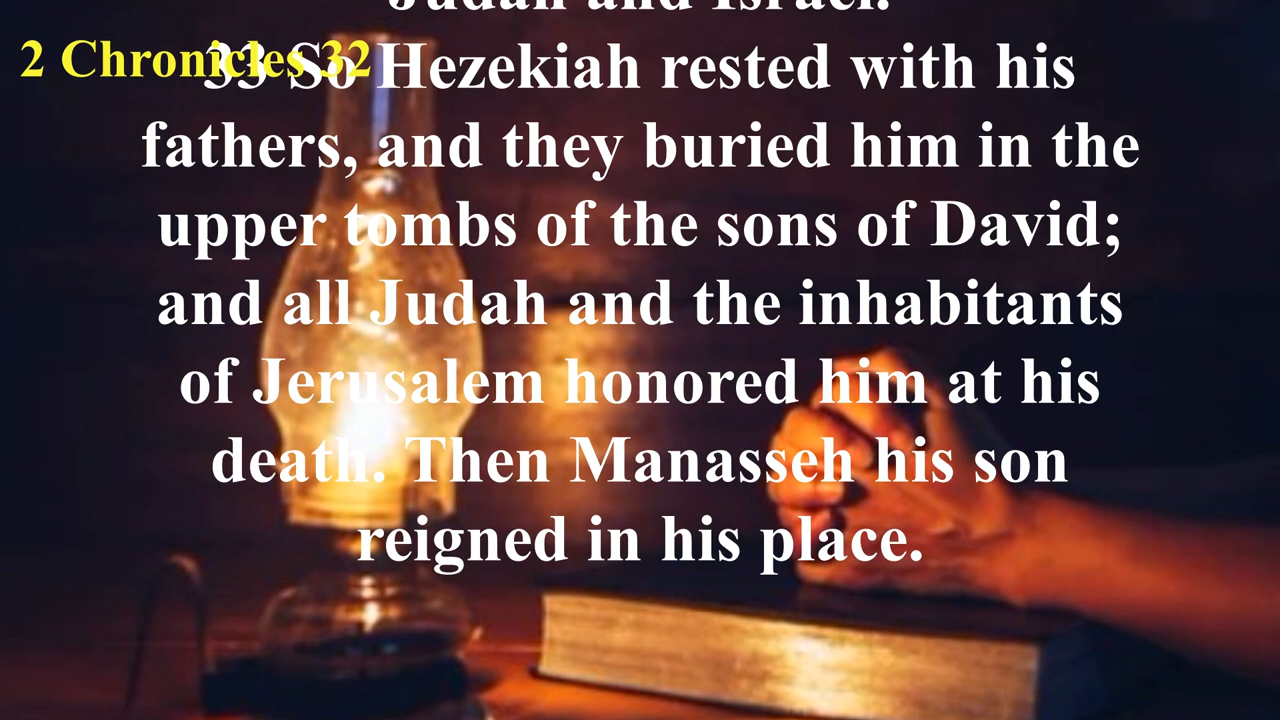 Judah and Israel.
2 Chronicles 32
33 So Hezekiah rested with his
fathers, and they buried him in the
upper tombs of the sons of David;
and all Judah and the inhabitants
of Jerusalem honored him at his
death. Then Manasseh his son
reigned in his place.